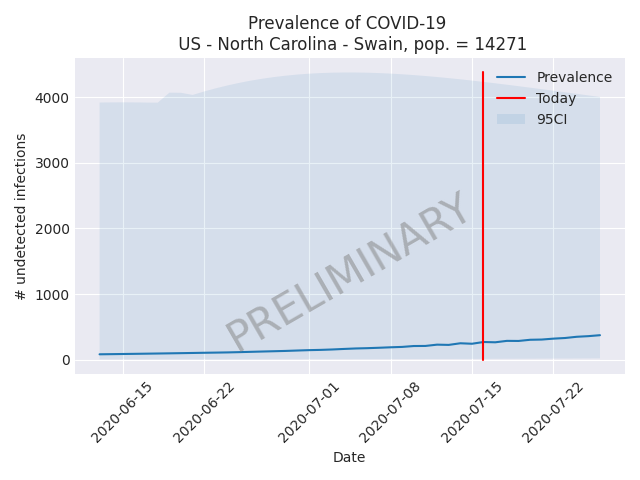 Prevalence of COVID-19
US - North Carolina - Swain, pop. = 14271
Prevalence
Today
95CI
4000
3000
2000
1000
0
# undetected infections
PRELIMINARY
2020-06-15
2020-06-22
2020-07-01
2020-07-08
2020-07-15
2020-07-22
Date